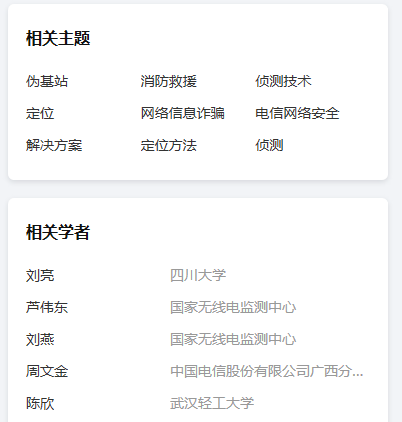 相关主题
伪基站 消防救援 侦测技术
定位 网络信息诈骗 电信网络安全
解决方案 定位方法 侦测
相关学者
刘亮 四川大学
芦伟东 国家无线电监测中心
刘燕 国家无线电监测中心
周文金 中国电信股份有限公司广西分...
陈欣 武汉轻工大学